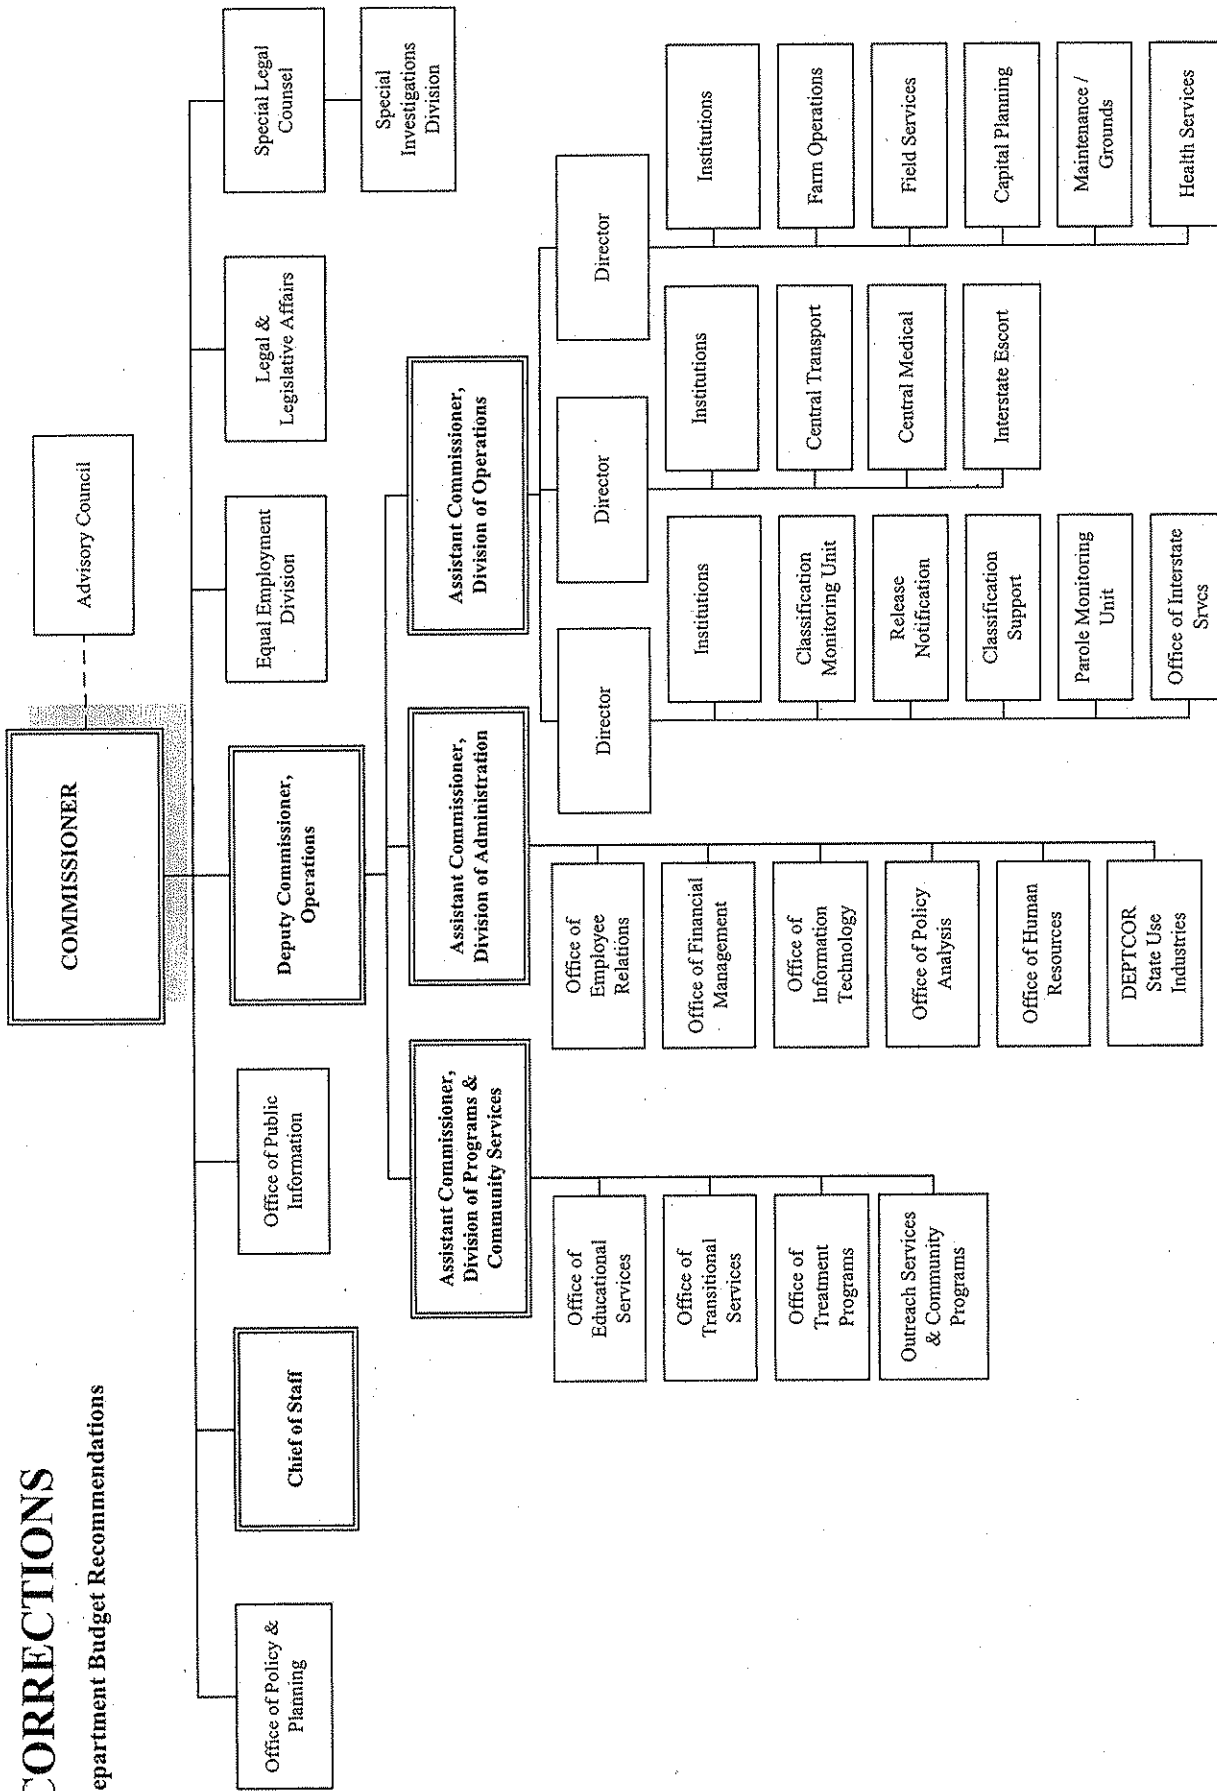 CORRECTIONS
epartment Budget Recommendations
COMMISSIONER
Advisory Council
Office of Policy &
Planning
Chief of Staff
Office of Public
Information
Deputy Commissioner,
Operations
Equal Employment
Division
Legal &
Legislative Affairs
Special Legal
Counsel
Special
Investigations
Division
Assistant Commissioner,
Division of Programs &
Community Services
Assistant Commissioner,
Division of Administration
Assistant Commissioner,
Division of Operations
Office of
Educational
Services
Office of
Transitional
Services
Office of
Treatment
Programs
Outreach Services
& Community
Programs
Office of
Employee
Relations
Office of Financial
Management
Office of
Information
Technology
Office of Policy
Analysis
Office of Human
Resources
DEPTCOR
State Use
Industries
Director
Institutions
Classification
Monitoring Unit
Release
Notification
Classification
Support
Parole Monitoring
Unit
Office of Interstate
Srvcs
Director
Institutions
Central Transport
Central Medical
Interstate Escort
Director
Institutions
Farm Operations
Field Services
Capital Planning
Maintenance /
Grounds
Health Services